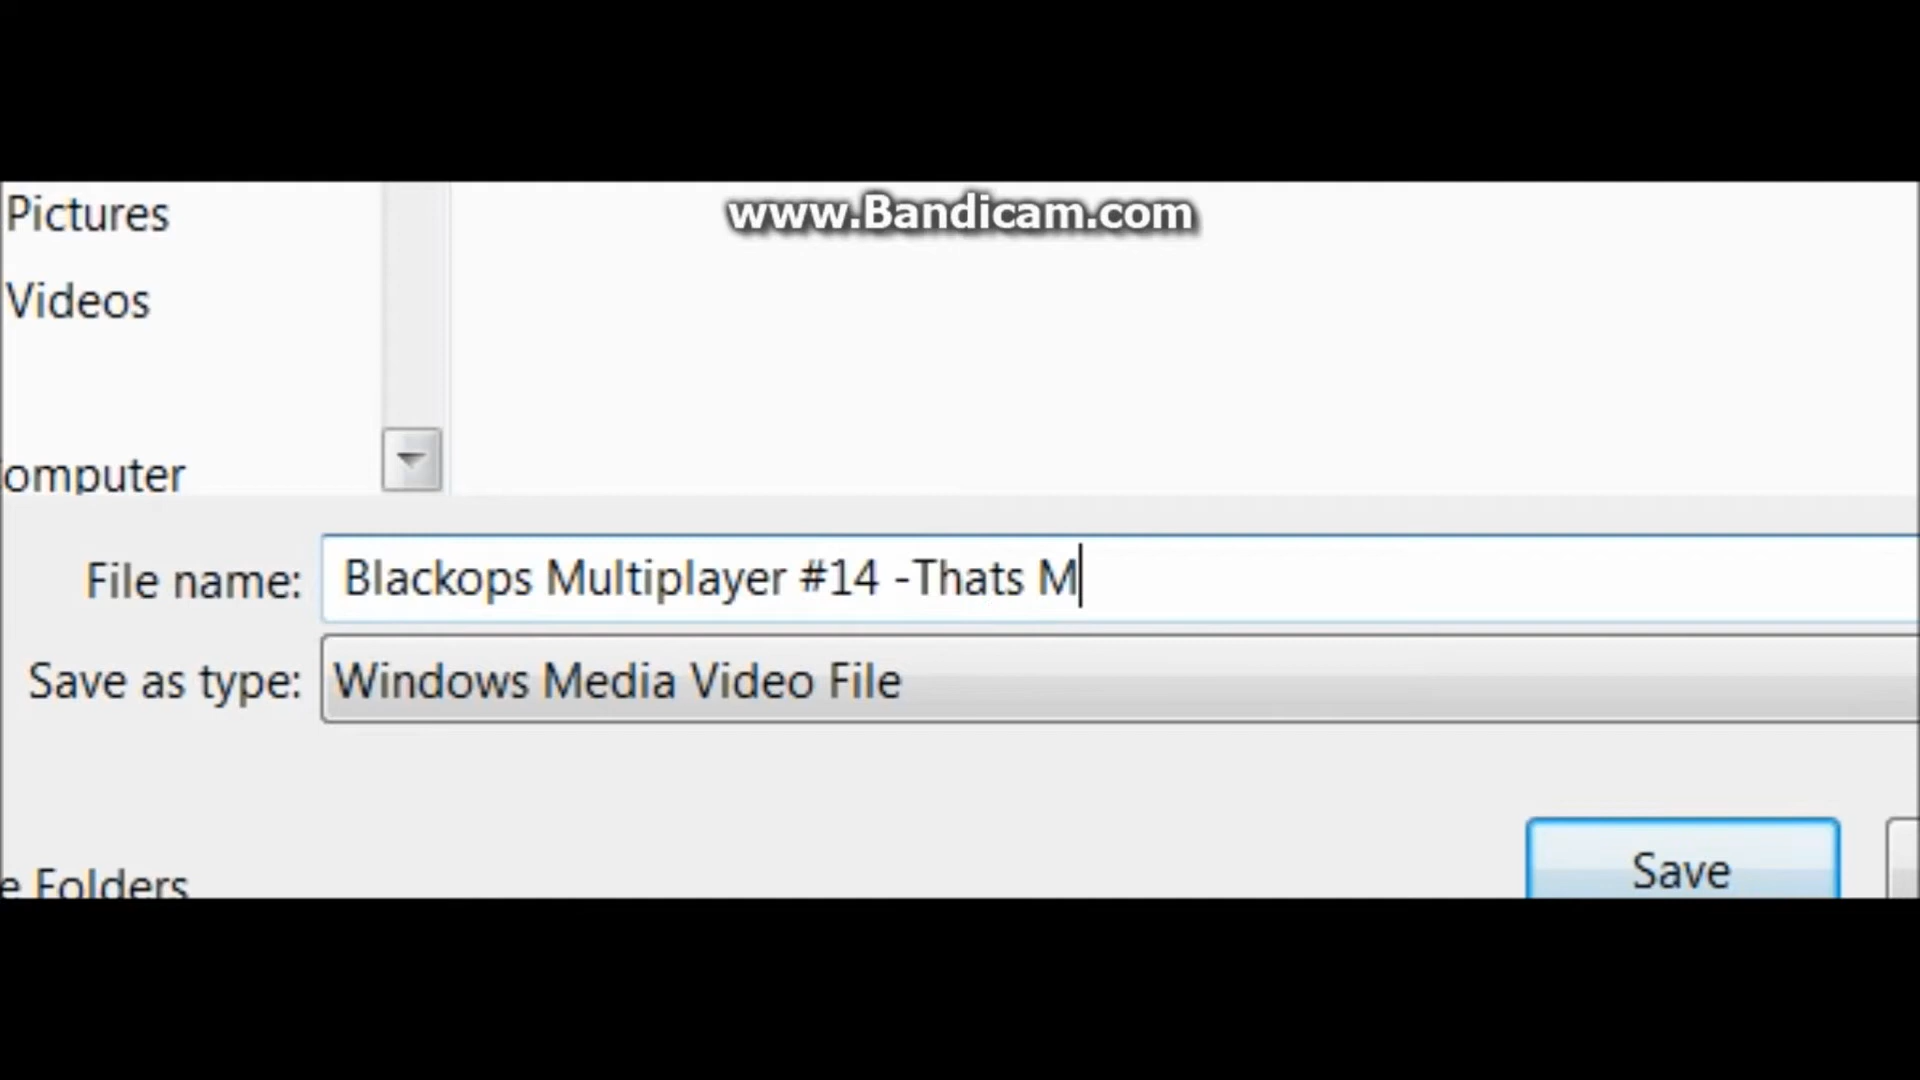 www.Bandicam.com
Pictures
Videos
omputer
File name: Blackops Multiplayer #14 -Thats M
Save as type: Windows Media Video File
Save
e Folders